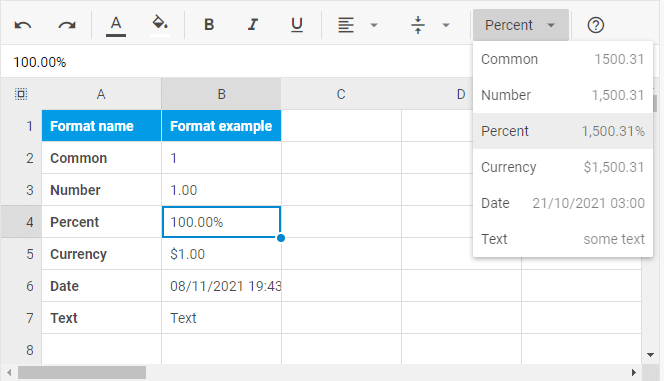 A B I U Percent
100.00%
Common 1500.31
Number 1,500.31
Percent 1,500.31%
Currency $1,500.31
Date 21/10/2021 03:00
Text some text
A B C D
1 Format name Format example
2 Common 1
3 Number 1.00
4 Percent 100.00%
5 Currency $1.00
6 Date 08/11/2021 19:43
7 Text Text
8